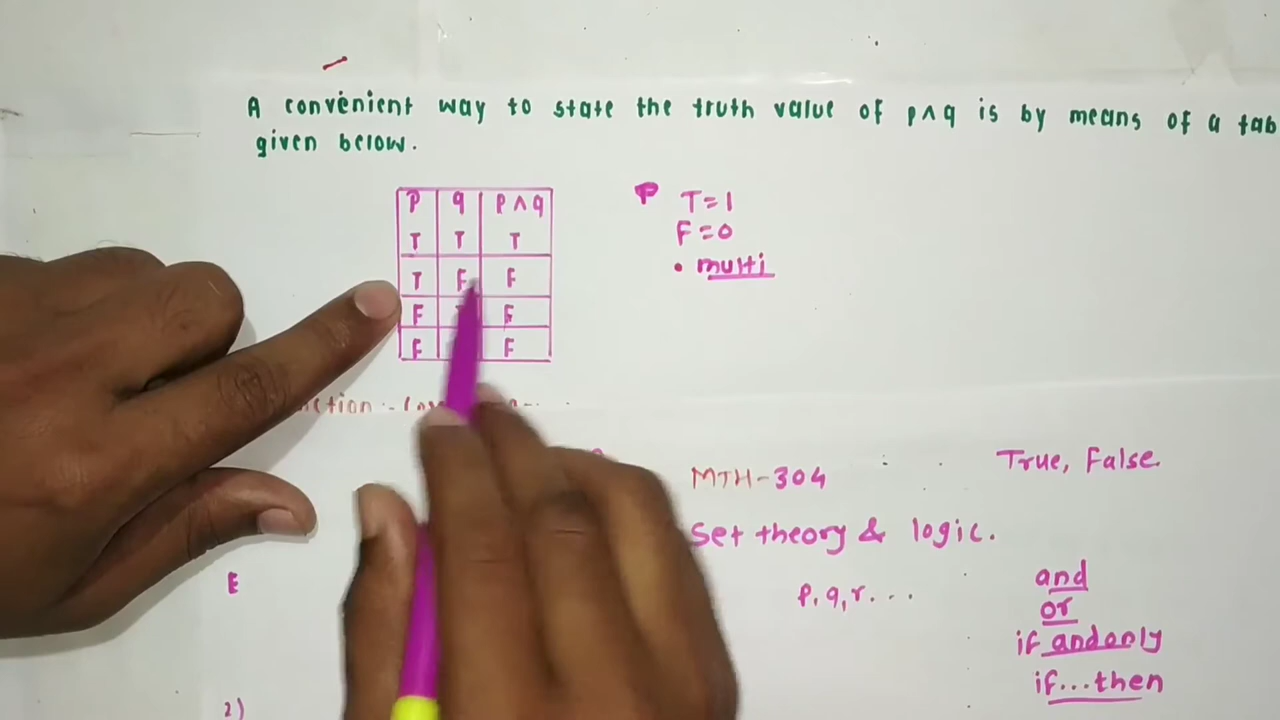 A convenient way to state the truth value of p∧q is by means of a tab
given below.
P q P∧q
T T T
T F F
F F
F F
P T=1
F=0
• multi
MTH-304
True, False.
Set theory & logic.
P, q, r...
and
or
if and only
if...then
E
2)